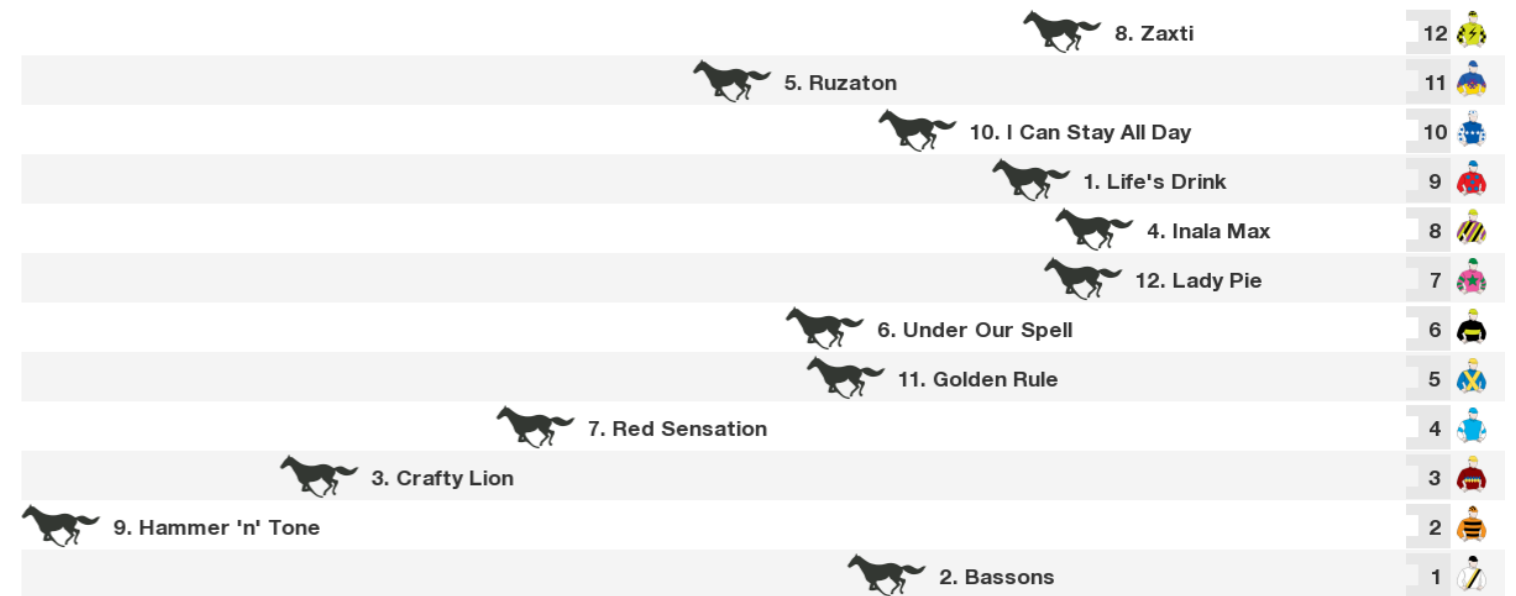 8. Zaxti 12
5. Ruzaton 11
10. I Can Stay All Day 10
1. Life's Drink 9
4. Inala Max 8
12. Lady Pie 7
6. Under Our Spell 6
11. Golden Rule 5
7. Red Sensation 4
3. Crafty Lion 3
9. Hammer 'n' Tone 2
2. Bassons 1